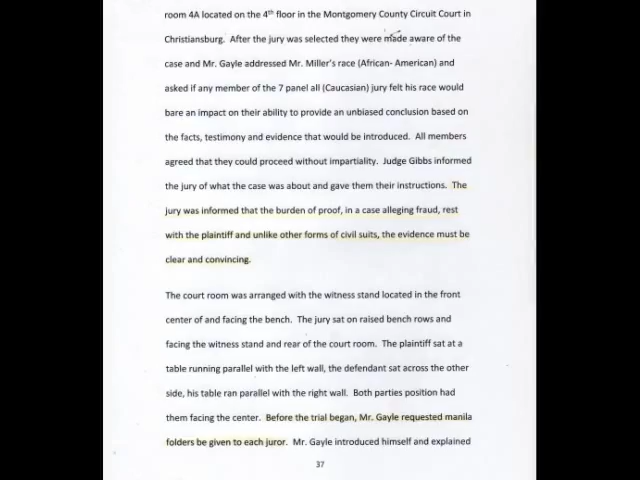 room 4A located on the 4th floor in the Montgomery County Circuit Court in
Christiansburg. After the jury was selected they were made aware of the
case and Mr. Gayle addressed Mr. Miller's race (African- American) and
asked if any member of the 7 panel all (Caucasian) jury felt his race would
bare an impact on their ability to provide an unbiased conclusion based on
the facts, testimony and evidence that would be introduced. All members
agreed that they could proceed without impartiality. Judge Gibbs informed
the jury of what the case was about and gave them their instructions. The
jury was informed that the burden of proof, in a case alleging fraud, rest
with the plaintiff and unlike other forms of civil suits, the evidence must be
clear and convincing.
The court room was arranged with the witness stand located in the front
center of and facing the bench. The jury sat on raised bench rows and
facing the witness stand and rear of the court room. The plaintiff sat at a
table running parallel with the left wall, the defendant sat across the other
side, his table ran parallel with the right wall. Both parties position had
them facing the center. Before the trial began, Mr. Gayle requested manila
folders be given to each juror. Mr. Gayle introduced himself and explained
37